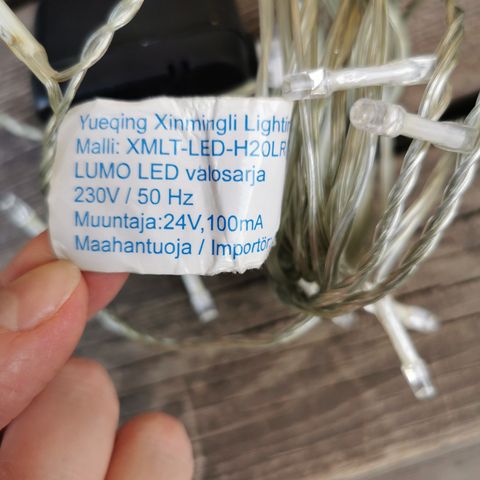 Yueqing Xinmingli Lightin
Malli: XMLT-LED-H20LR
LUMO LED valosarja
230V / 50 Hz
Muuntaja:24V,100mA
Maahantuoja / Importör